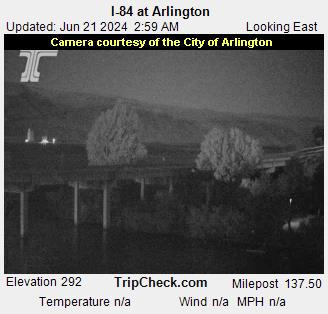 I-84 at Arlington
Updated: Jun 21 2024 2:59 AM Looking East
Camera courtesy of the City of Arlington
Elevation 292 TripCheck.com Milepost 137.50
Temperature n/a Wind n/a MPH n/a